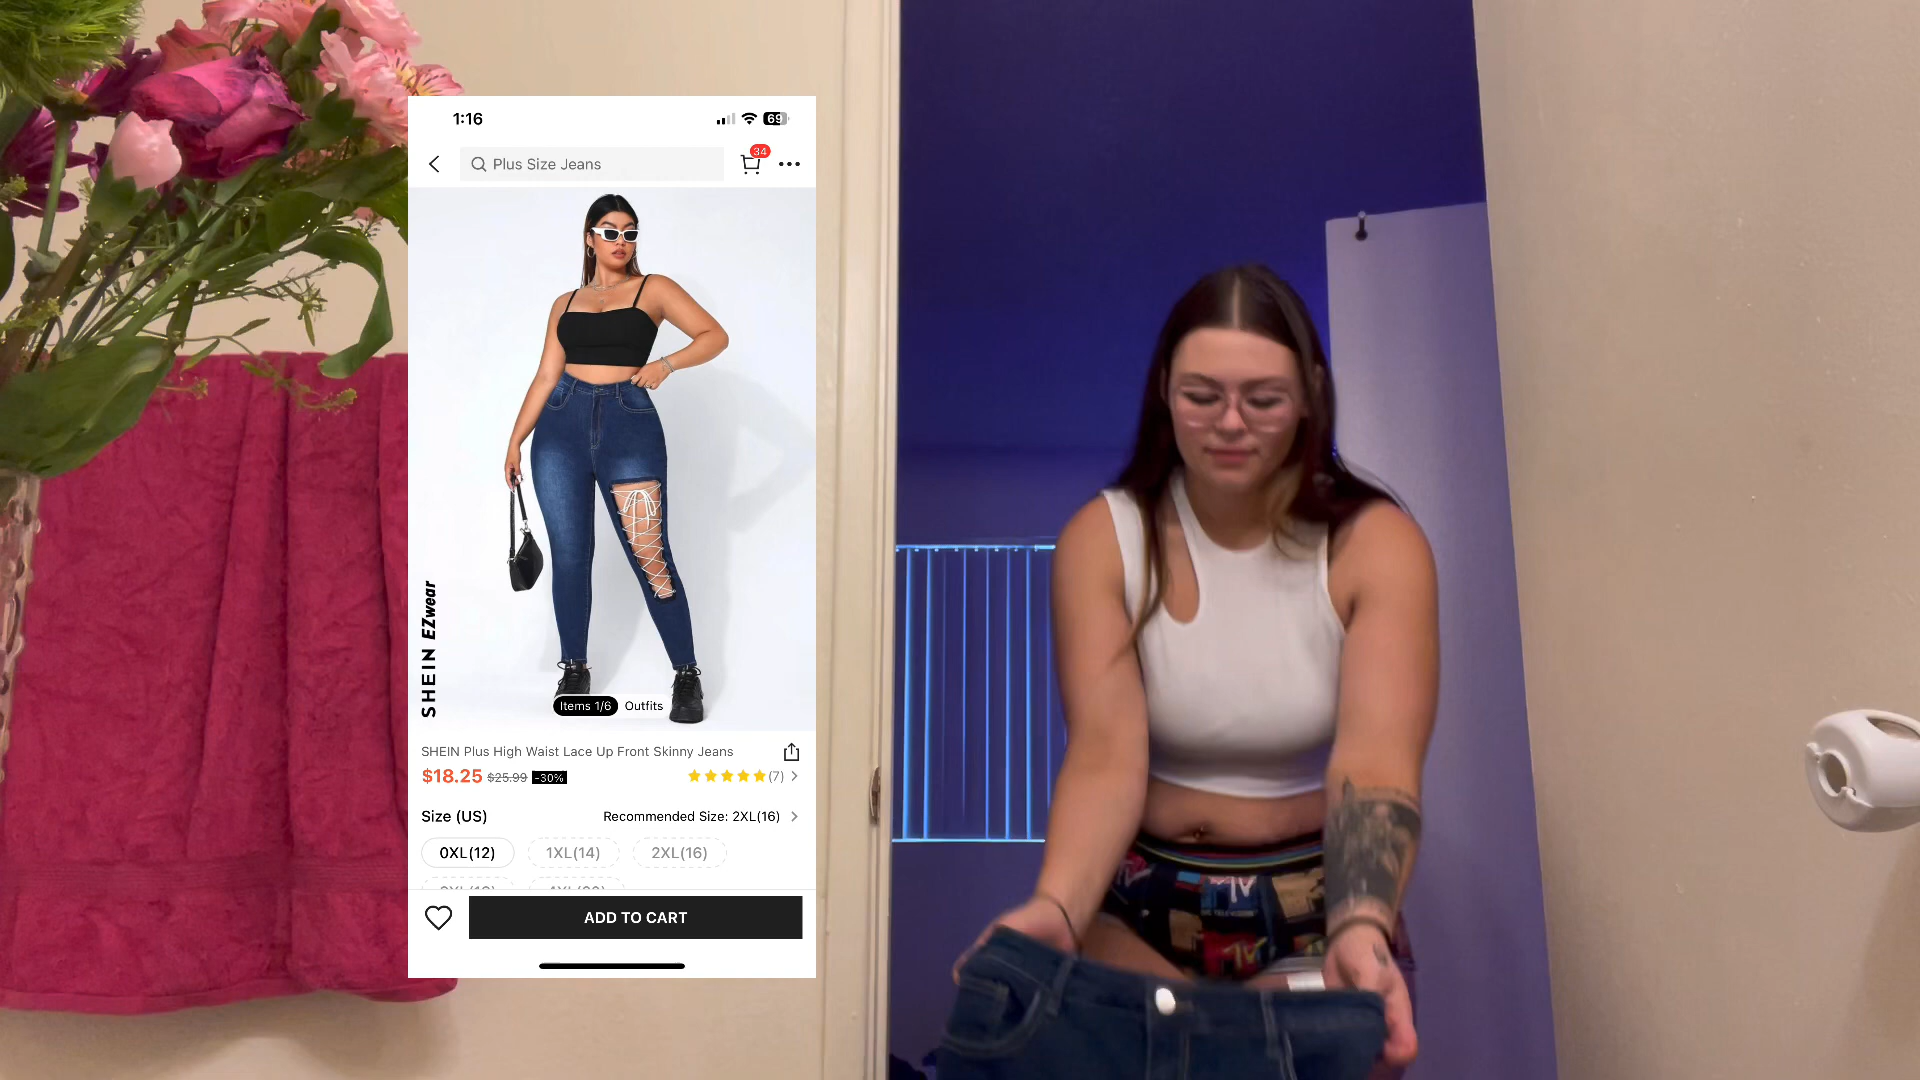 1:16
69
Plus Size Jeans
34
SHEIN EZwear
Items 1/6 Outfits
SHEIN Plus High Waist Lace Up Front Skinny Jeans
$18.25 $25.99 -30% (7)
Size (US) Recommended Size: 2XL(16)
0XL(12) 1XL(14) 2XL(16)
ADD TO CART
MTV